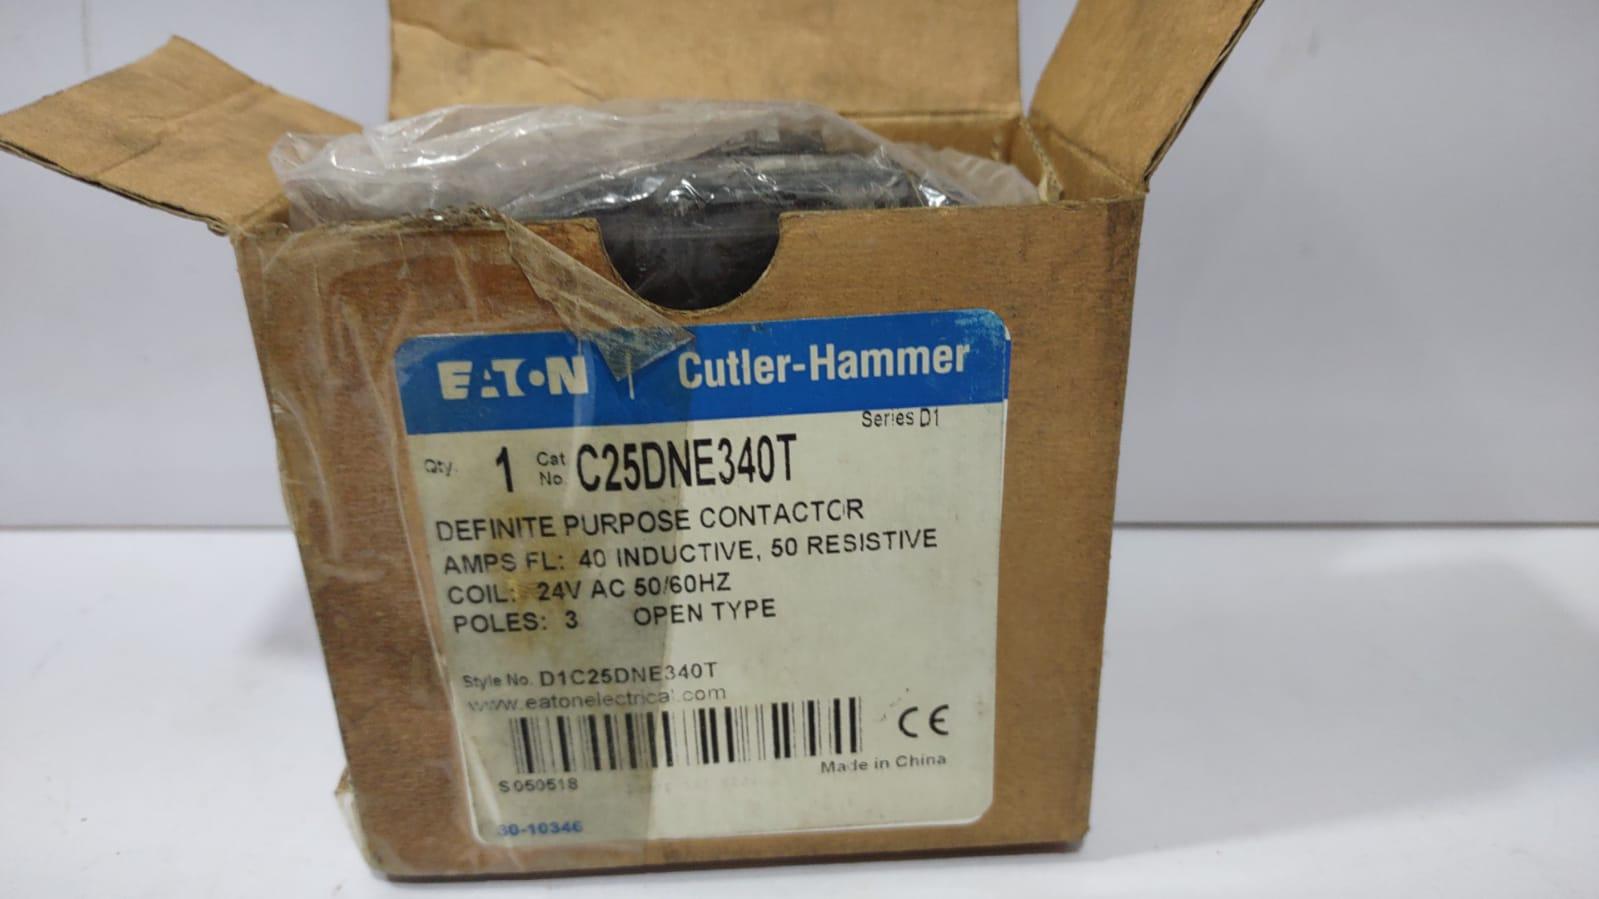 EATON | Cutler-Hammer
Series D1
Qty. 1 Cat No. C25DNE340T
DEFINITE PURPOSE CONTACTOR
AMPS FL: 40 INDUCTIVE, 50 RESISTIVE
COIL: 24V AC 50/60HZ
POLES: 3 OPEN TYPE
Style No. D1C25DNE340T
www.eatonelectrical.com
CE
Made in China
S050518
30-10346